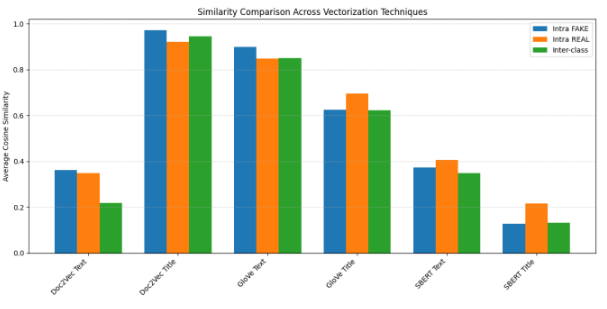 Similarity Comparison Across Vectorization Techniques
Intra FAKE
Intra REAL
Inter-class
Average Cosine Similarity
1.0
0.8
0.6
0.4
0.2
0.0
Doc2Vec Text
Doc2Vec Title
GloVe Text
GloVe Title
SBERT Text
SBERT Title